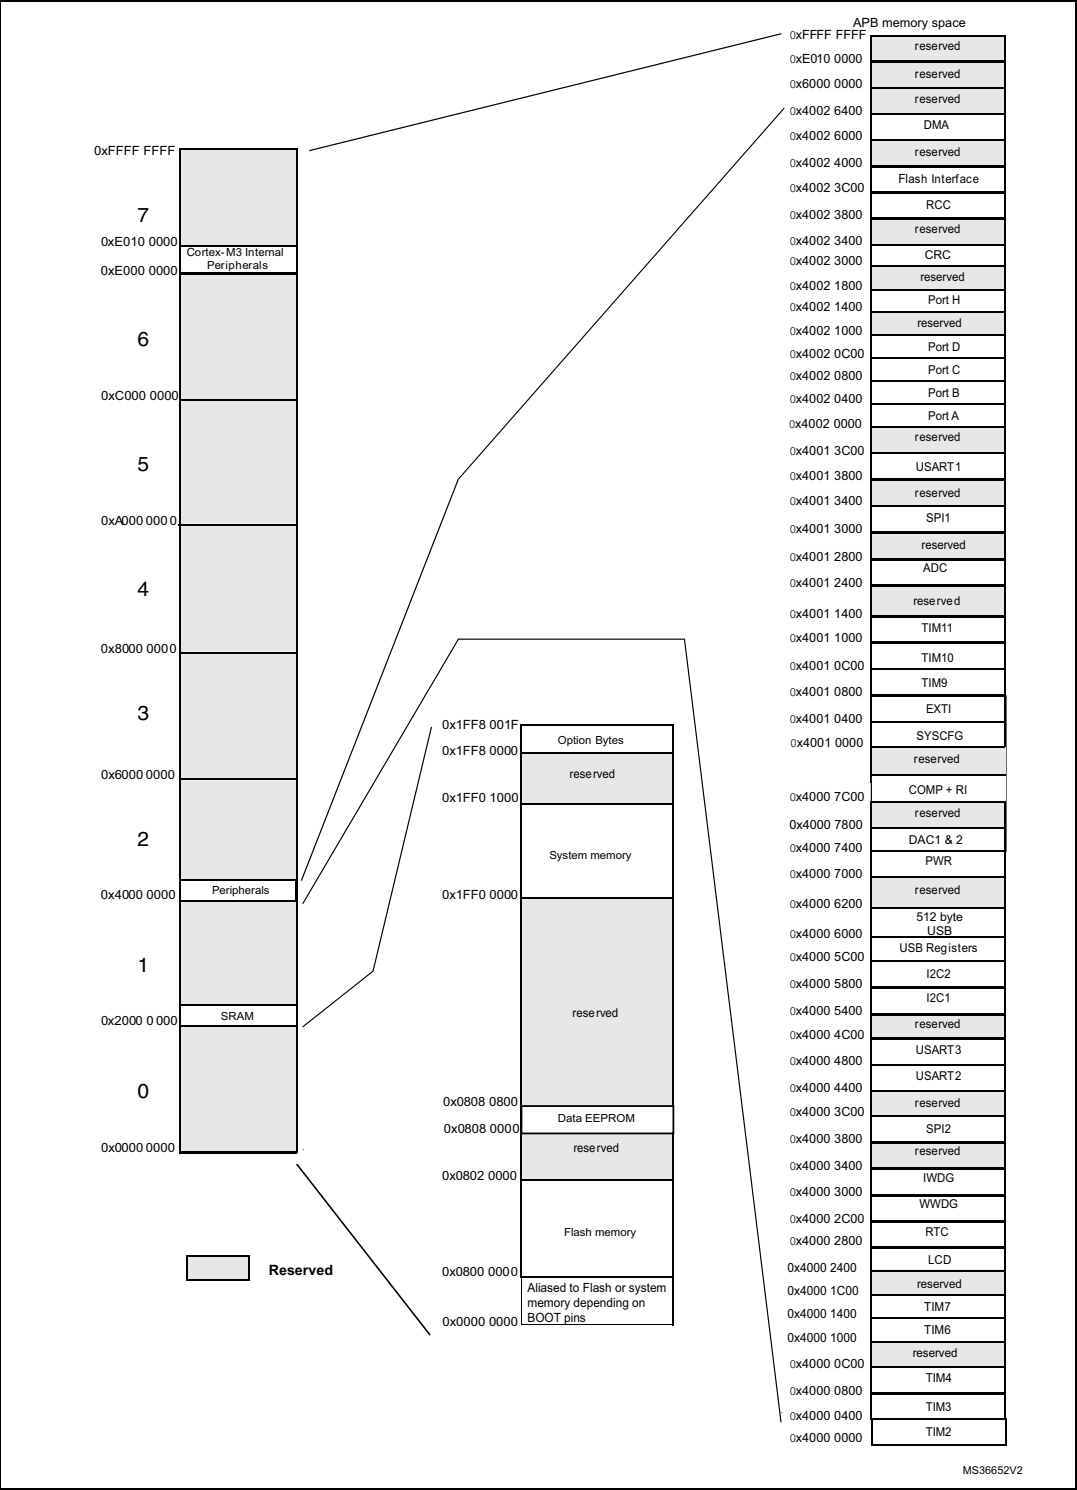 0xFFFF FFFF
7
0xE010 0000
Cortex-M3 Internal
Peripherals
0xE000 0000
6
0xC000 0000
5
0xA000 0000
4
0x8000 0000
3
0x6000 0000
2
Peripherals
0x4000 0000
1
SRAM
0x2000 0000
0
0x0000 0000
Reserved
0x1FF8 001F
Option Bytes
0x1FF8 0000
reserved
0x1FF0 1000
System memory
0x1FF0 0000
reserved
0x0808 0800
Data EEPROM
0x0808 0000
reserved
0x0802 0000
Flash memory
0x0800 0000
Aliased to Flash or system
memory depending on
BOOT pins
0x0000 0000
APB memory space
0xFFFF FFFF
reserved
0xE010 0000
reserved
0x6000 0000
reserved
0x4002 6400
DMA
0x4002 6000
reserved
0x4002 4000
Flash Interface
0x4002 3C00
RCC
0x4002 3800
reserved
0x4002 3400
CRC
0x4002 3000
reserved
0x4002 1800
Port H
0x4002 1400
reserved
0x4002 1000
Port D
0x4002 0C00
Port C
0x4002 0800
Port B
0x4002 0400
Port A
0x4002 0000
reserved
0x4001 3C00
USART1
0x4001 3800
reserved
0x4001 3400
SPI1
0x4001 3000
reserved
0x4001 2800
ADC
0x4001 2400
reserved
0x4001 1400
TIM11
0x4001 1000
TIM10
0x4001 0C00
TIM9
0x4001 0800
EXTI
0x4001 0400
SYSCFG
0x4001 0000
reserved
COMP + RI
0x4000 7C00
reserved
0x4000 7800
DAC1 & 2
0x4000 7400
PWR
0x4000 7000
reserved
0x4000 6200
512 byte
USB
0x4000 6000
USB Registers
0x4000 5C00
I2C2
0x4000 5800
I2C1
0x4000 5400
reserved
0x4000 4C00
USART3
0x4000 4800
USART2
0x4000 4400
reserved
0x4000 3C00
SPI2
0x4000 3800
reserved
0x4000 3400
IWDG
0x4000 3000
WWDG
0x4000 2C00
RTC
0x4000 2800
LCD
0x4000 2400
reserved
0x4000 1C00
TIM7
0x4000 1400
TIM6
0x4000 1000
reserved
0x4000 0C00
TIM4
0x4000 0800
TIM3
0x4000 0400
TIM2
0x4000 0000
MS36652V2